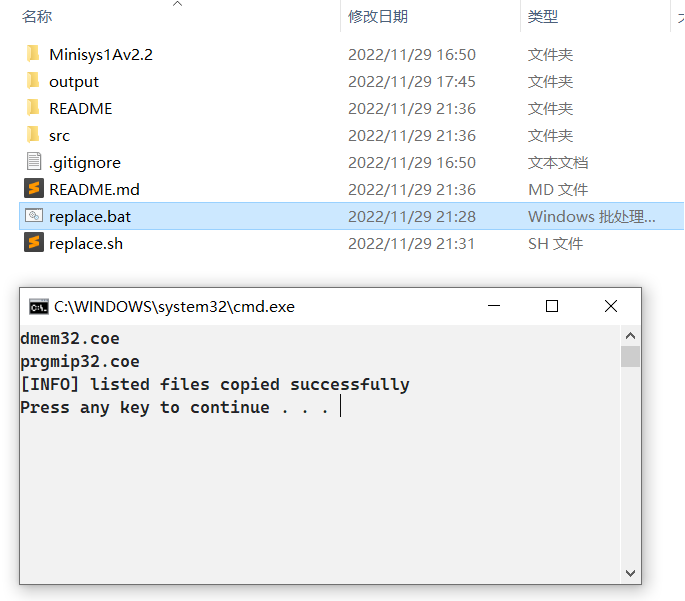 名称 修改日期 类型
Minisys1Av2.2 2022/11/29 16:50 文件夹
output 2022/11/29 17:45 文件夹
README 2022/11/29 21:36 文件夹
src 2022/11/29 21:36 文件夹
.gitignore 2022/11/29 16:50 文本文档
README.md 2022/11/29 21:36 MD 文件
replace.bat 2022/11/29 21:28 Windows 批处理...
replace.sh 2022/11/29 21:31 SH 文件
C:\WINDOWS\system32\cmd.exe
dmem32.coe
prgmip32.coe
[INFO] listed files copied successfully
Press any key to continue . . .